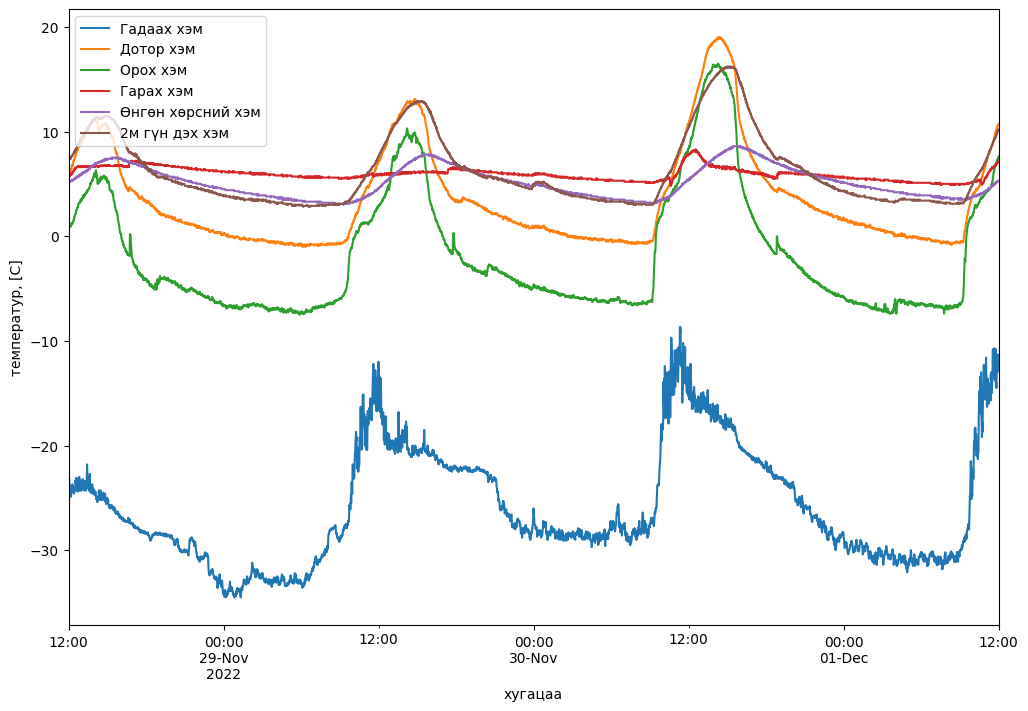 Гадаах хэм
Дотор хэм
Орох хэм
Гарах хэм
Өнгөн хөрсний хэм
2м гүн дэх хэм
20
10
0
−10
−20
−30
температур, [C]
12:00 00:00 12:00 00:00 12:00 00:00 12:00
29-Nov 30-Nov 01-Dec
2022
хугацаа